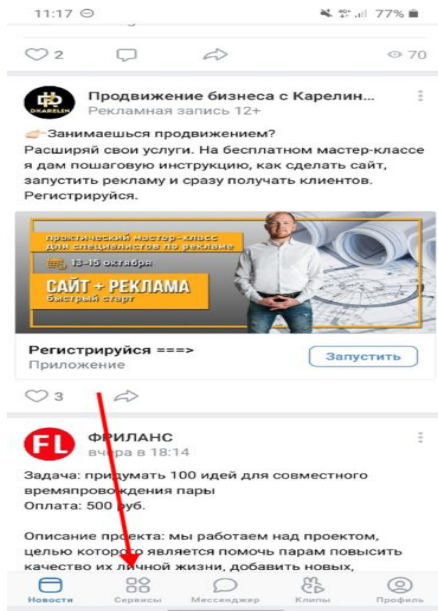 11:17
77%
2
70
DKARELIN
Продвижение бизнеса с Карелин...
Рекламная запись 12+
👉Занимаешься продвижением?
Расширяй свои услуги. На бесплатном мастер-классе
я дам пошаговую инструкцию, как сделать сайт,
запустить рекламу и сразу получать клиентов.
Регистрируйся.
практический мастер-класс
для специалистов по рекламе
13-15 октября
САЙТ + РЕКЛАМА
быстрый старт
Регистрируйся ===>
Приложение
Запустить
3
FL
ФРИЛАНС
вчера в 18:14
Задача: придумать 100 идей для совместного
времяпровождения пары
Оплата: 500 руб.
Описание проекта: мы работаем над проектом,
целью которого является помочь парам повысить
качество их личной жизни, добавить новых,
Новости
Сервисы
Мессенджер
Клипы
Профиль